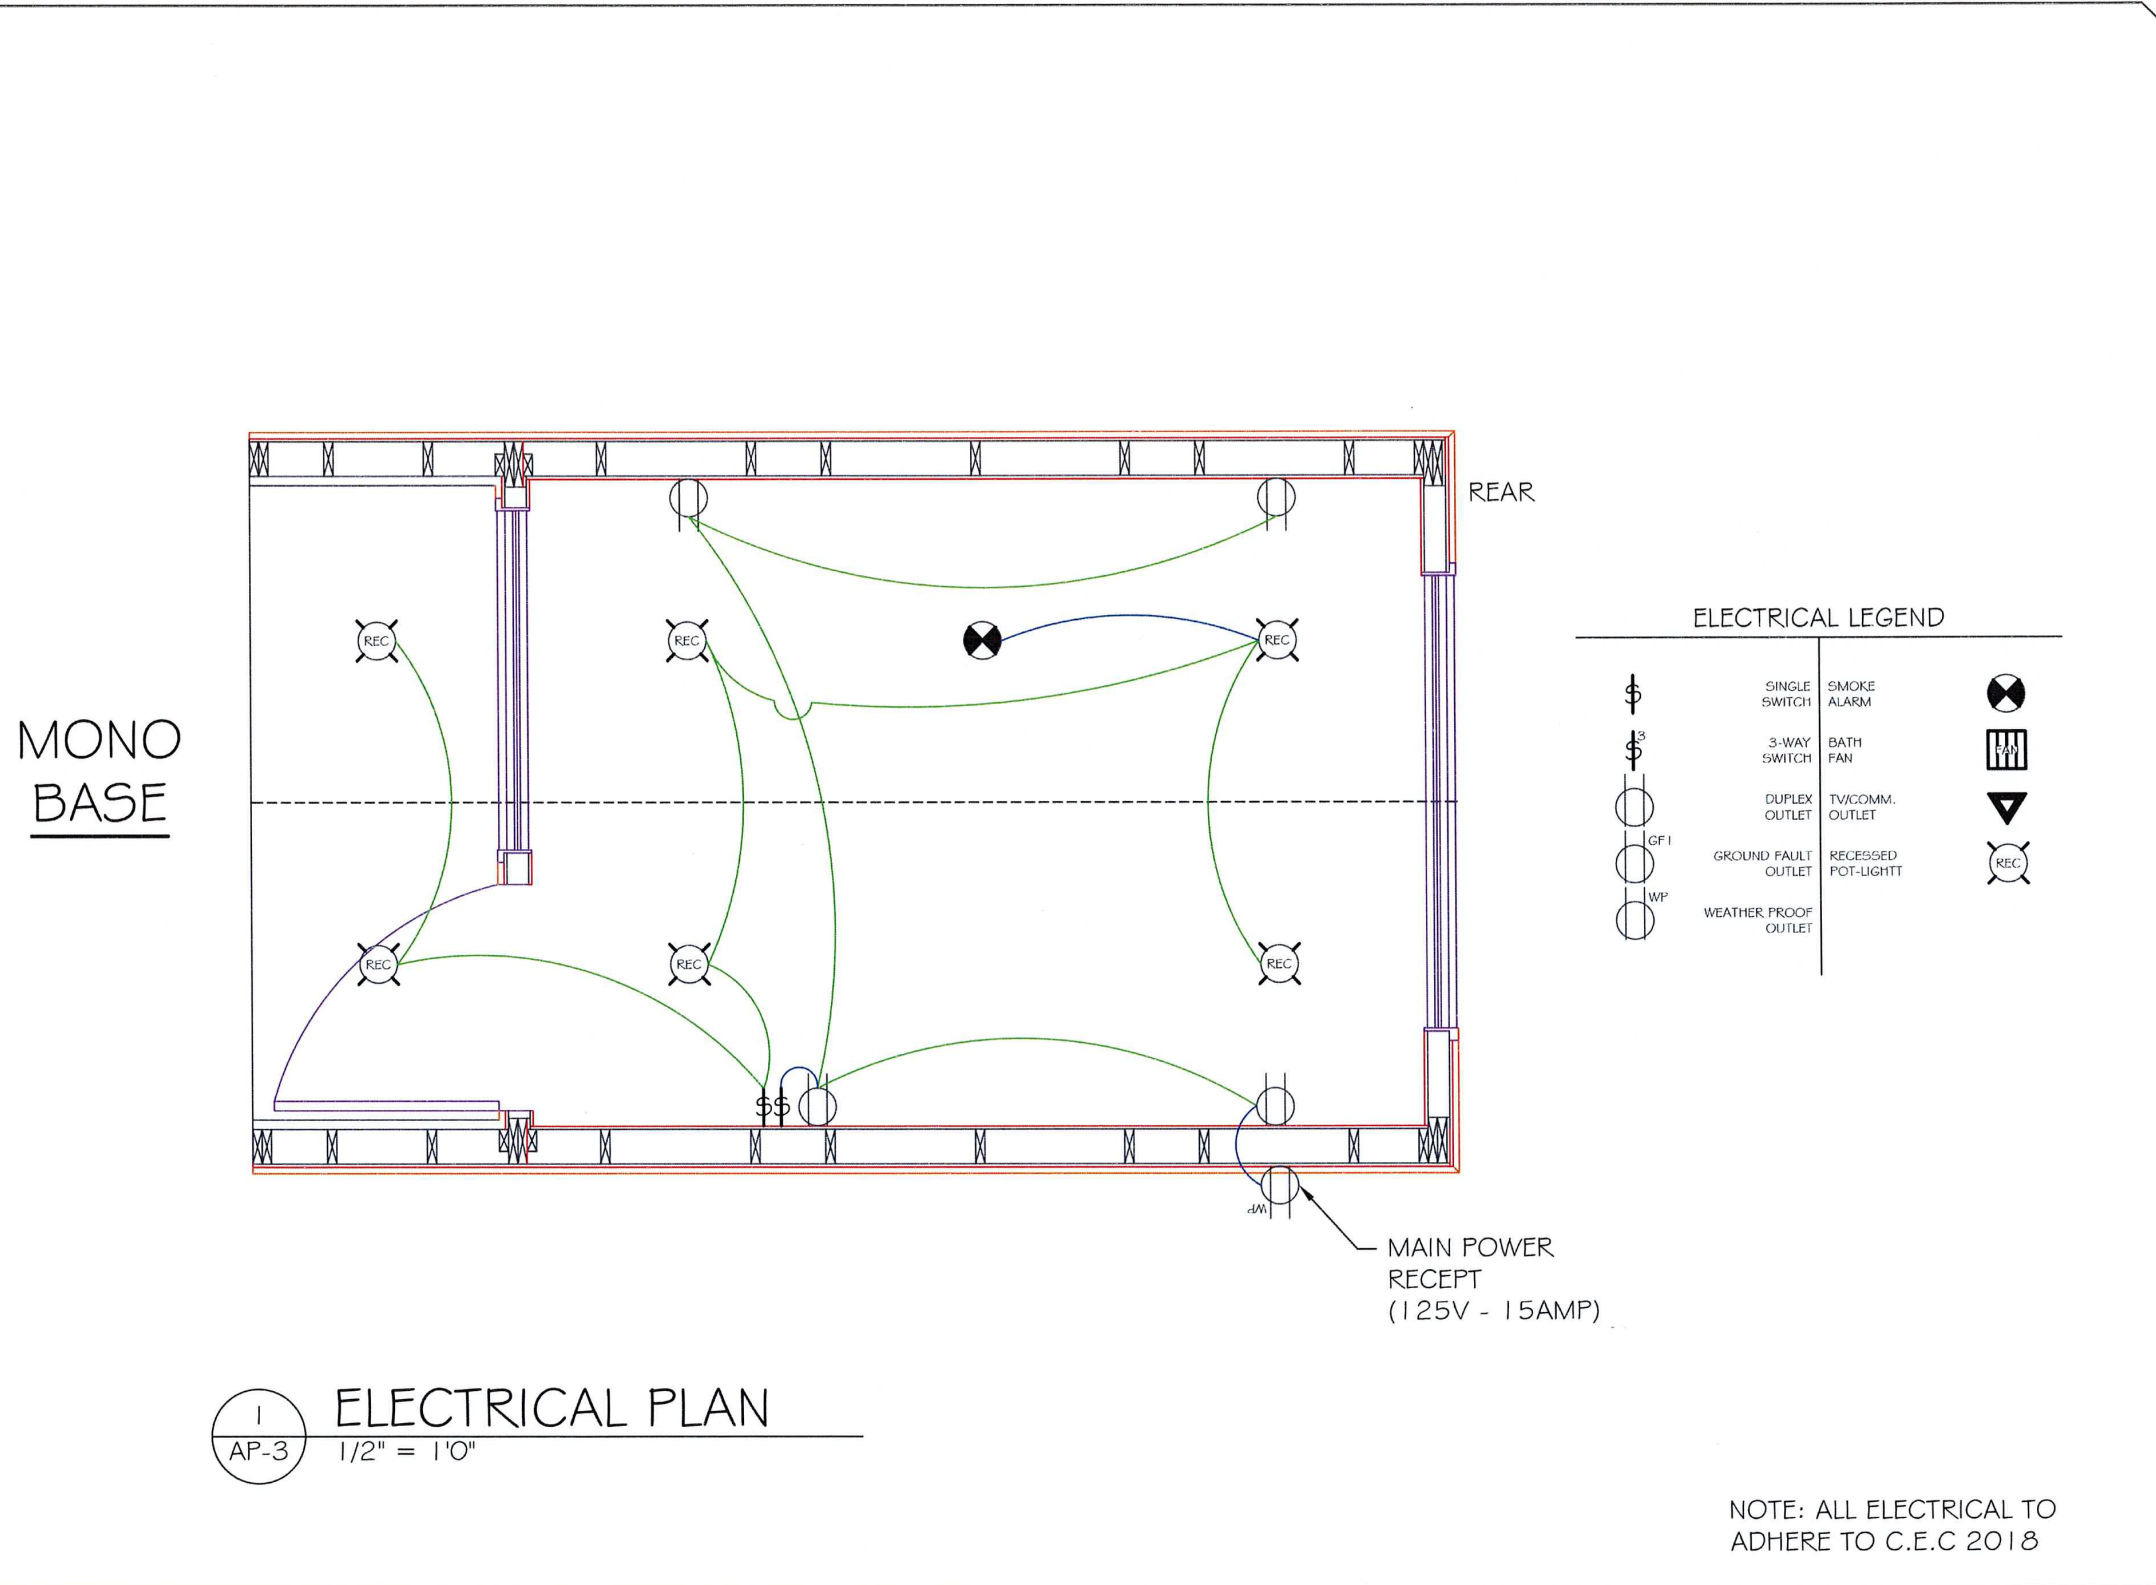 REAR
MONO
BASE
REC
REC
REC
REC
REC
REC
$$
WP
MAIN POWER
RECEPT
(125V - 15AMP)
ELECTRICAL LEGEND
$
SINGLE
SWITCH
SMOKE
ALARM
$3
3-WAY
SWITCH
BATH
FAN
FAN
DUPLEX
OUTLET
TV/COMM.
OUTLET
GFI
GROUND FAULT
OUTLET
RECESSED
POT-LIGHTT
REC
WP
WEATHER PROOF
OUTLET
1
AP-3
ELECTRICAL PLAN
1/2" = 1'0"
NOTE: ALL ELECTRICAL TO
ADHERE TO C.E.C 2018